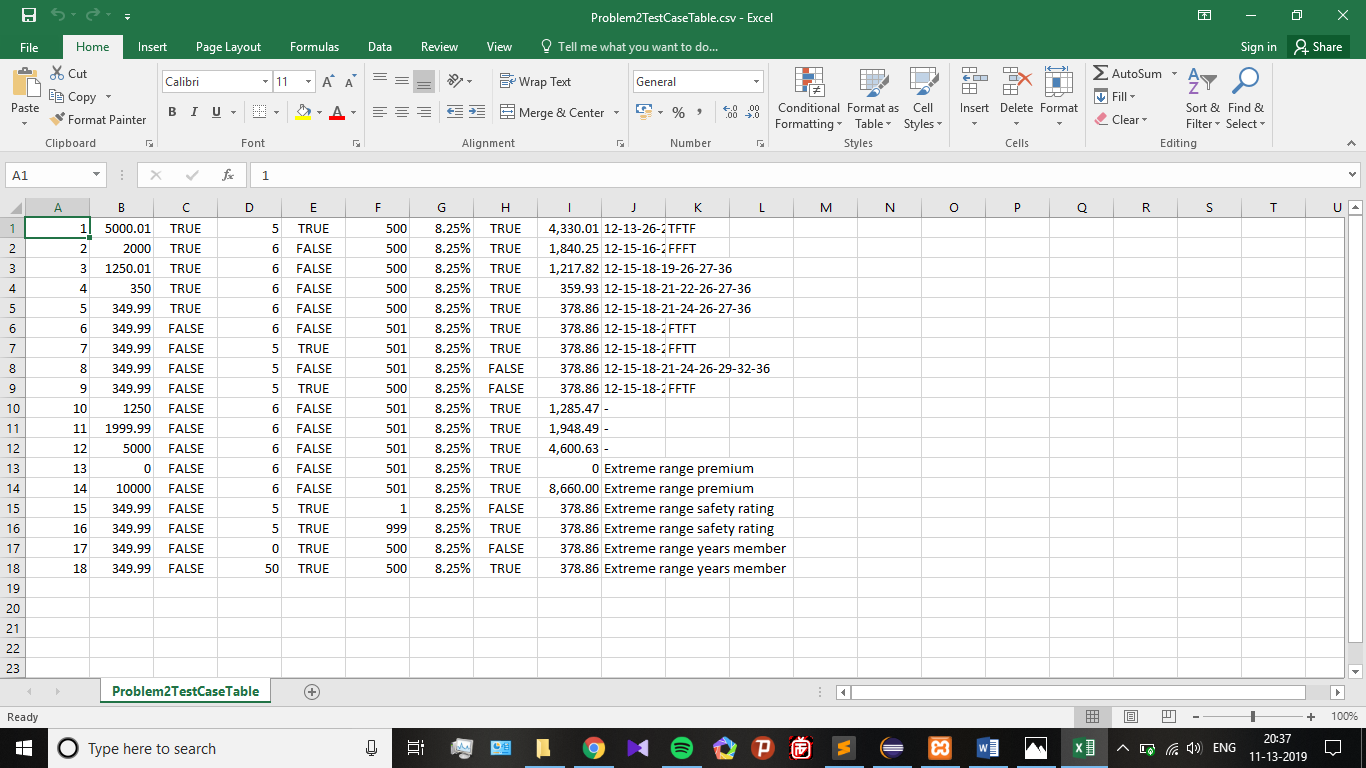 Problem2TestCaseTable.csv - Excel
File Home Insert Page Layout Formulas Data Review View Tell me what you want to do... Sign in Share
Paste
Cut
Copy
Format Painter
Clipboard
Calibri 11
B I U
Font
Wrap Text
Merge & Center
Alignment
General
Number
Conditional Formatting
Format as Table
Cell Styles
Styles
Insert Delete Format
Cells
AutoSum
Fill
Clear
Sort & Filter
Find & Select
Editing
A1 fx 1
A B C D E F G H I J K L M N O P Q R S T U
1 1 5000.01 TRUE 5 TRUE 500 8.25% TRUE 4,330.01 12-13-26-2 TFTF
2 2 2000 TRUE 6 FALSE 500 8.25% TRUE 1,840.25 12-15-16-2 FFFT
3 3 1250.01 TRUE 6 FALSE 500 8.25% TRUE 1,217.82 12-15-18-19-26-27-36
4 4 350 TRUE 6 FALSE 500 8.25% TRUE 359.93 12-15-18-21-22-26-27-36
5 5 349.99 TRUE 6 FALSE 500 8.25% TRUE 378.86 12-15-18-21-24-26-27-36
6 6 349.99 FALSE 6 FALSE 501 8.25% TRUE 378.86 12-15-18-2 FTFT
7 7 349.99 FALSE 5 TRUE 501 8.25% TRUE 378.86 12-15-18-2 FFTT
8 8 349.99 FALSE 5 FALSE 501 8.25% FALSE 378.86 12-15-18-21-24-26-29-32-36
9 9 349.99 FALSE 5 TRUE 500 8.25% FALSE 378.86 12-15-18-2 FFTF
10 10 1250 FALSE 6 FALSE 501 8.25% TRUE 1,285.47 -
11 11 1999.99 FALSE 6 FALSE 501 8.25% TRUE 1,948.49 -
12 12 5000 FALSE 6 FALSE 501 8.25% TRUE 4,600.63 -
13 13 0 FALSE 6 FALSE 501 8.25% TRUE 0 Extreme range premium
14 14 10000 FALSE 6 FALSE 501 8.25% TRUE 8,660.00 Extreme range premium
15 15 349.99 FALSE 5 TRUE 1 8.25% FALSE 378.86 Extreme range safety rating
16 16 349.99 FALSE 5 TRUE 999 8.25% TRUE 378.86 Extreme range safety rating
17 17 349.99 FALSE 0 TRUE 500 8.25% FALSE 378.86 Extreme range years member
18 18 349.99 FALSE 50 TRUE 500 8.25% TRUE 378.86 Extreme range years member
19
20
21
22
23
Problem2TestCaseTable
Ready 100%
Type here to search ENG 20:37
11-13-2019